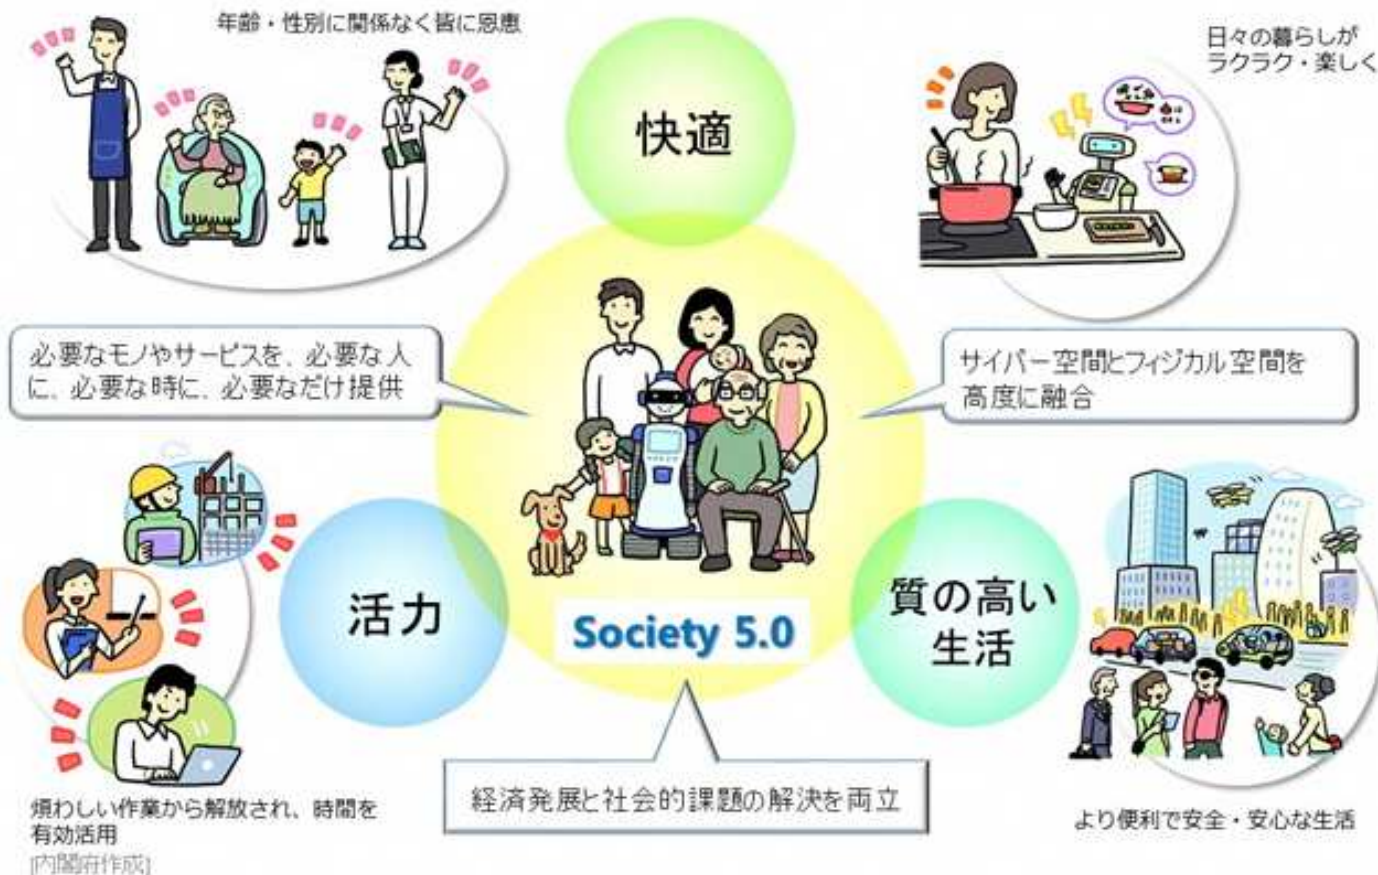 年齢・性別に関係なく皆に恩恵
快適
日々の暮らしが
ラクラク・楽しく
必要なモノやサービスを、必要な人
に、必要な時に、必要なだけ提供
サイバー空間とフィジカル空間を
高度に融合
活力
Society 5.0
質の高い
生活
経済発展と社会的課題の解決を両立
煩わしい作業から解放され、時間を
有効活用
[内閣府作成]
より便利で安全・安心な生活